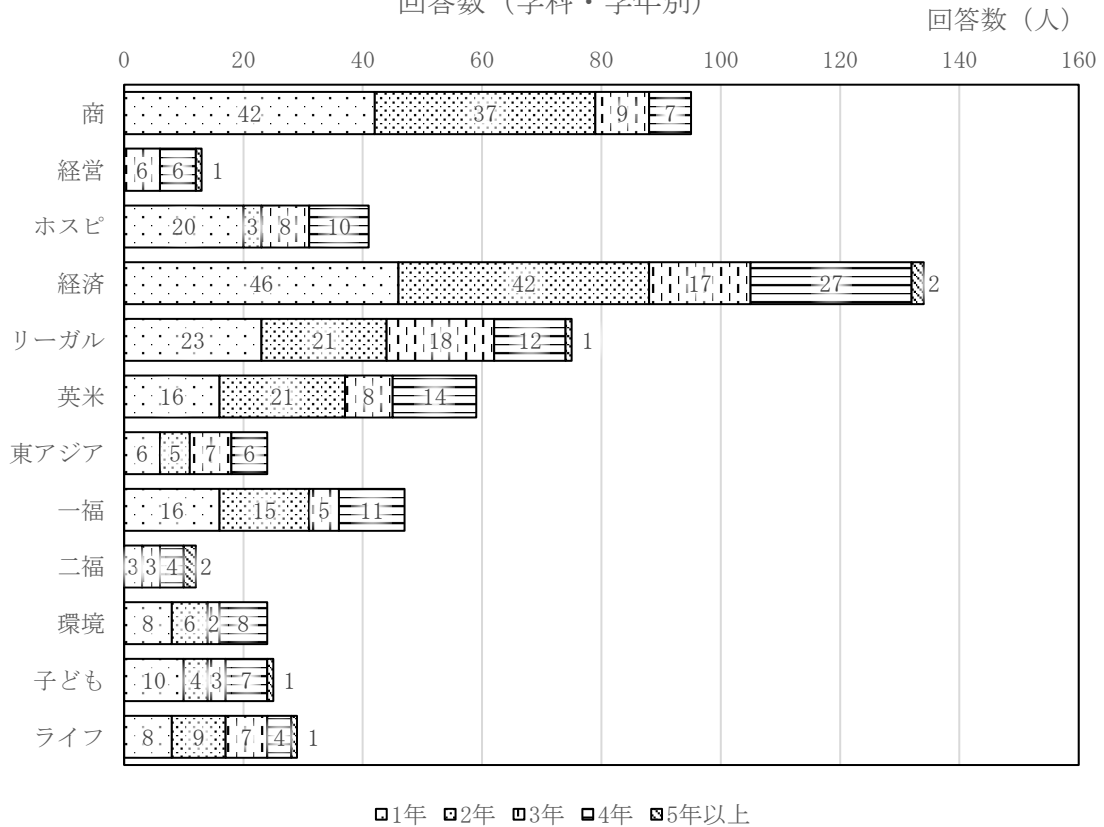 回答数（学科・学年別）
回答数（人）
0 20 40 60 80 100 120 140 160
商 42 37 9 7
経営 6 6 1
ホスピ 20 3 8 10
経済 46 42 17 27 2
リーガル 23 21 18 12 1
英米 16 21 8 14
東アジア 6 5 7 6
一福 16 15 5 11
二福 3 3 4 2
環境 8 6 2 8
子ども 10 4 3 7 1
ライフ 8 9 7 4 1
1年 2年 3年 4年 5年以上